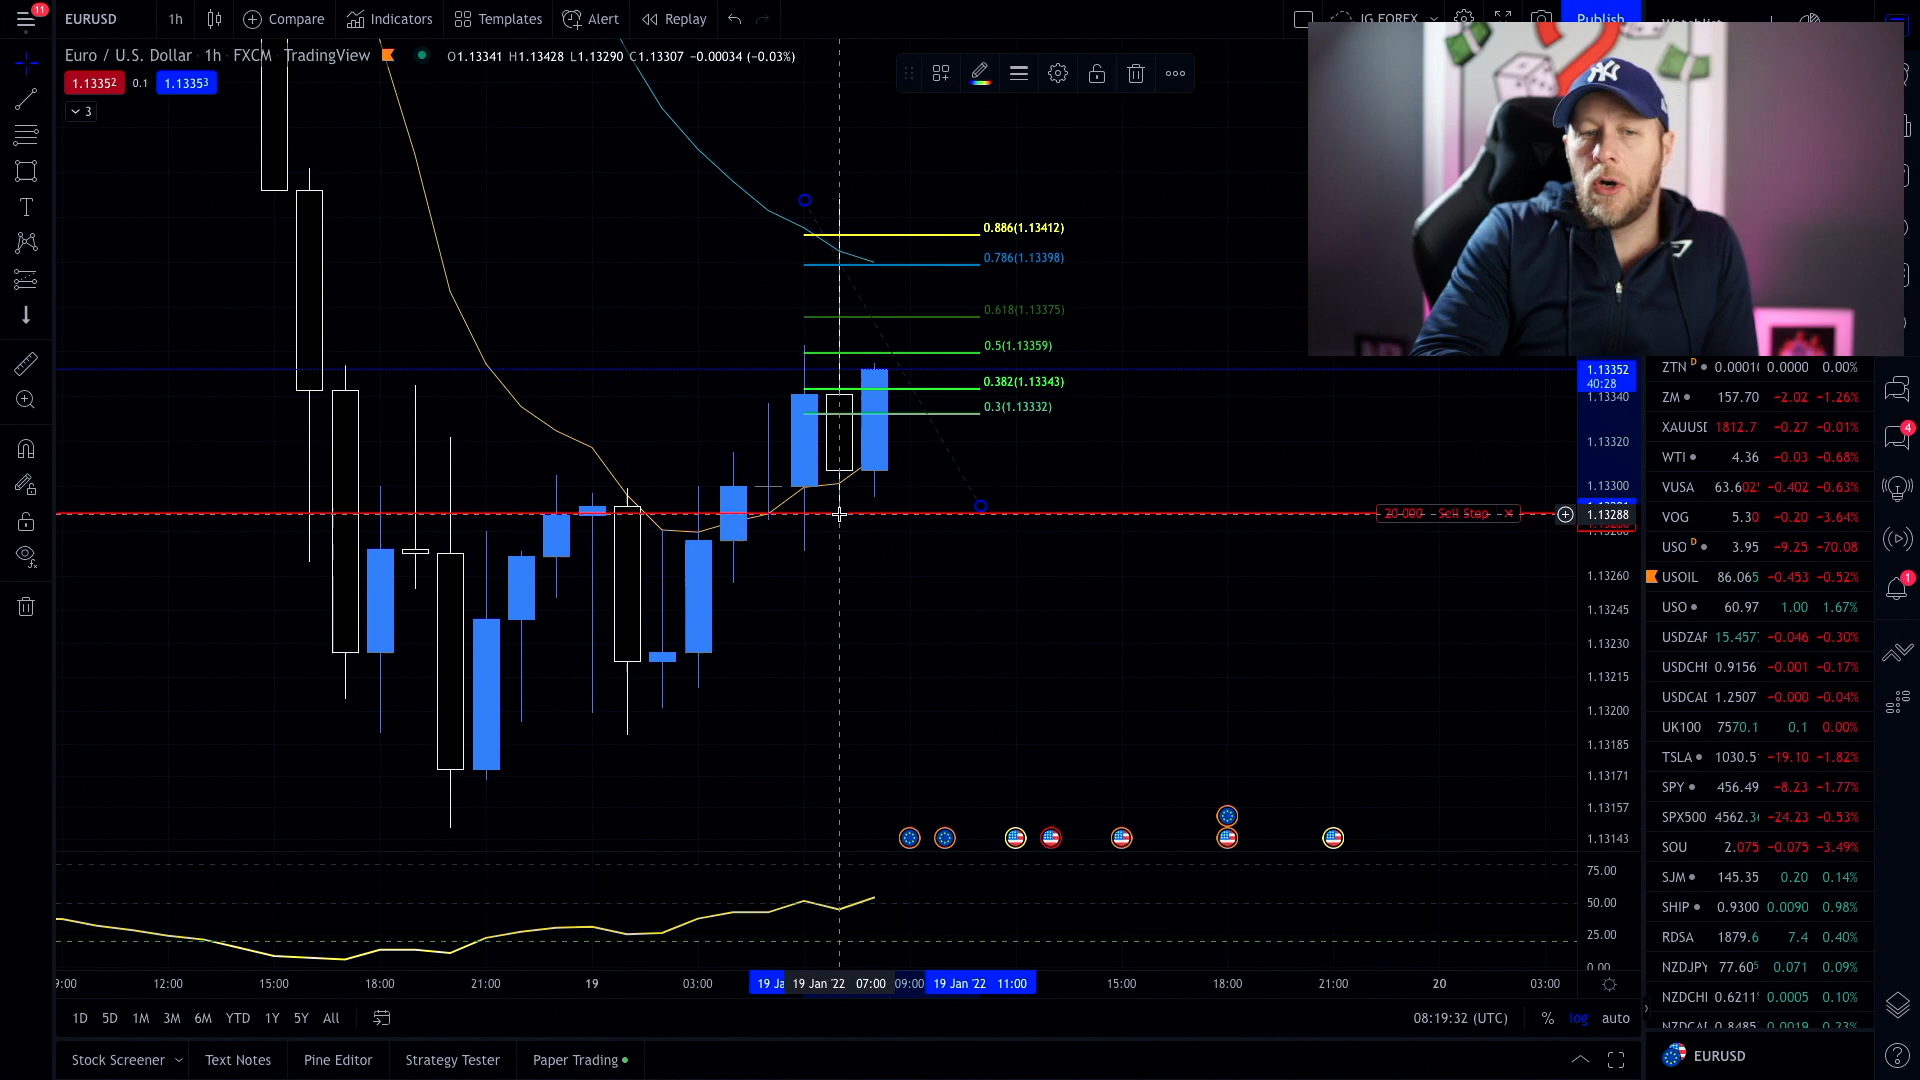 11
EURUSD 1h Compare Indicators Templates Alert Replay IG FOREX Publish
Euro / U.S. Dollar · 1h · FXCM · TradingView O1.13341 H1.13428 L1.13290 C1.13307 −0.00034 (−0.03%)
1.13352 0.1 1.13353
3
0.886(1.13412)
0.786(1.13398)
0.618(1.13375)
0.5(1.13359)
0.382(1.13343)
0.3(1.13332)
20 000 Sell Stop ×
1.13352
40:28
1.13340
1.13320
1.13300
1.13288
1.13260
1.13245
1.13230
1.13215
1.13200
1.13185
1.13171
1.13157
1.13143
75.00
50.00
25.00
0.00
12:00 15:00 18:00 21:00 19 03:00 19 Ja 19 Jan '22 07:00 09:00 19 Jan '22 11:00 15:00 18:00 21:00 20 03:00
1D 5D 1M 3M 6M YTD 1Y 5Y All 08:19:32 (UTC) % log auto
Stock Screener Text Notes Pine Editor Strategy Tester Paper Trading
ZTN D 0.0001 0.0000 0.00%
ZM 157.70 −2.02 −1.26%
XAUUSD 1812.7 −0.27 −0.01%
WTI 4.36 −0.03 −0.68%
VUSA 63.602 −0.402 −0.63%
VOG 5.30 −0.20 −3.64%
USO D 3.95 −9.25 −70.08
USOIL 86.065 −0.453 −0.52%
USO 60.97 1.00 1.67%
USDZAF 15.457 −0.046 −0.30%
USDCHF 0.9156 −0.001 −0.17%
USDCAD 1.2507 −0.000 −0.04%
UK100 7570.1 0.1 0.00%
TSLA 1030.5 −19.10 −1.82%
SPY 456.49 −8.23 −1.77%
SPX500 4562.3 −24.23 −0.53%
SOU 2.075 −0.075 −3.49%
SJM 145.35 0.20 0.14%
SHIP 0.9300 0.0090 0.98%
RDSA 1879.6 7.4 0.40%
NZDJPY 77.605 0.071 0.09%
NZDCHF 0.6211 0.0005 0.10%
EURUSD
4
1